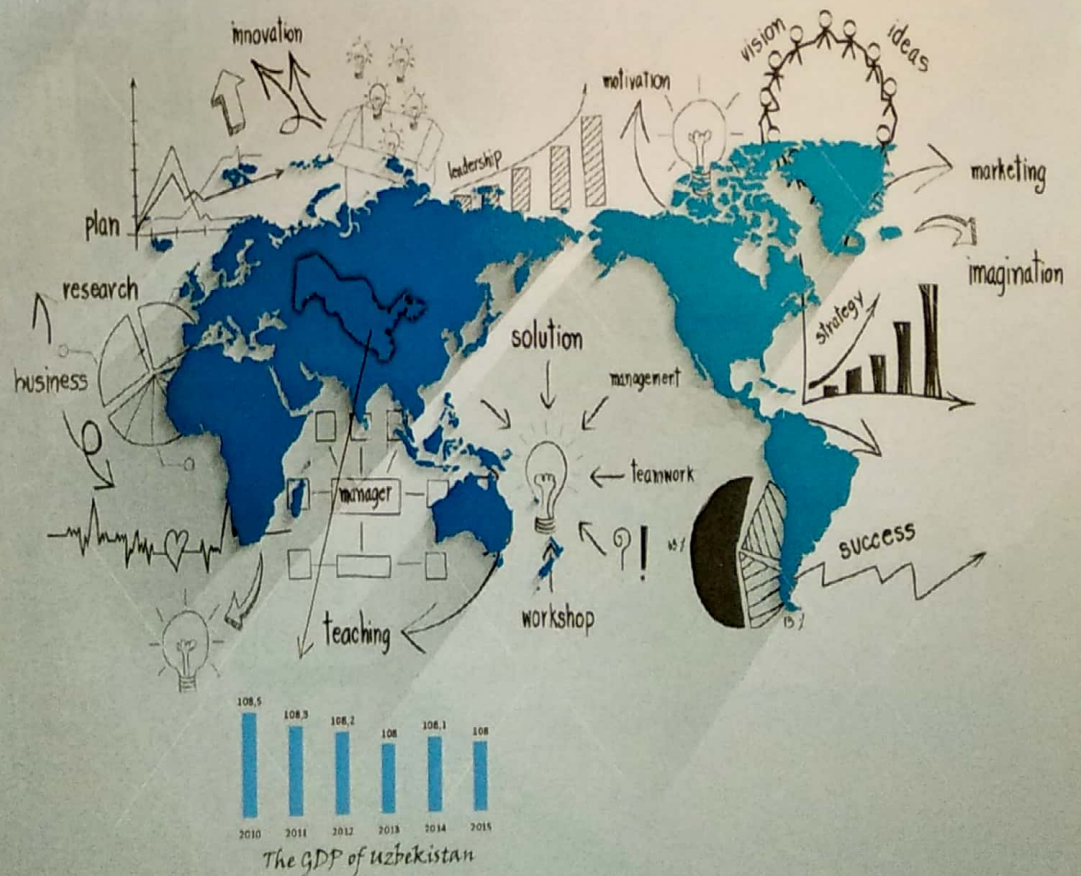 innovation
vision
ideas
motivation
leadership
marketing
plan
imagination
research
strategy
solution
business
management
teamwork
manager
? !
success
15 %
workshop
teaching
108,5
108,3
108,2
108
108,1
108
2010
2011
2012
2013
2014
2015
The GDP of Uzbekistan